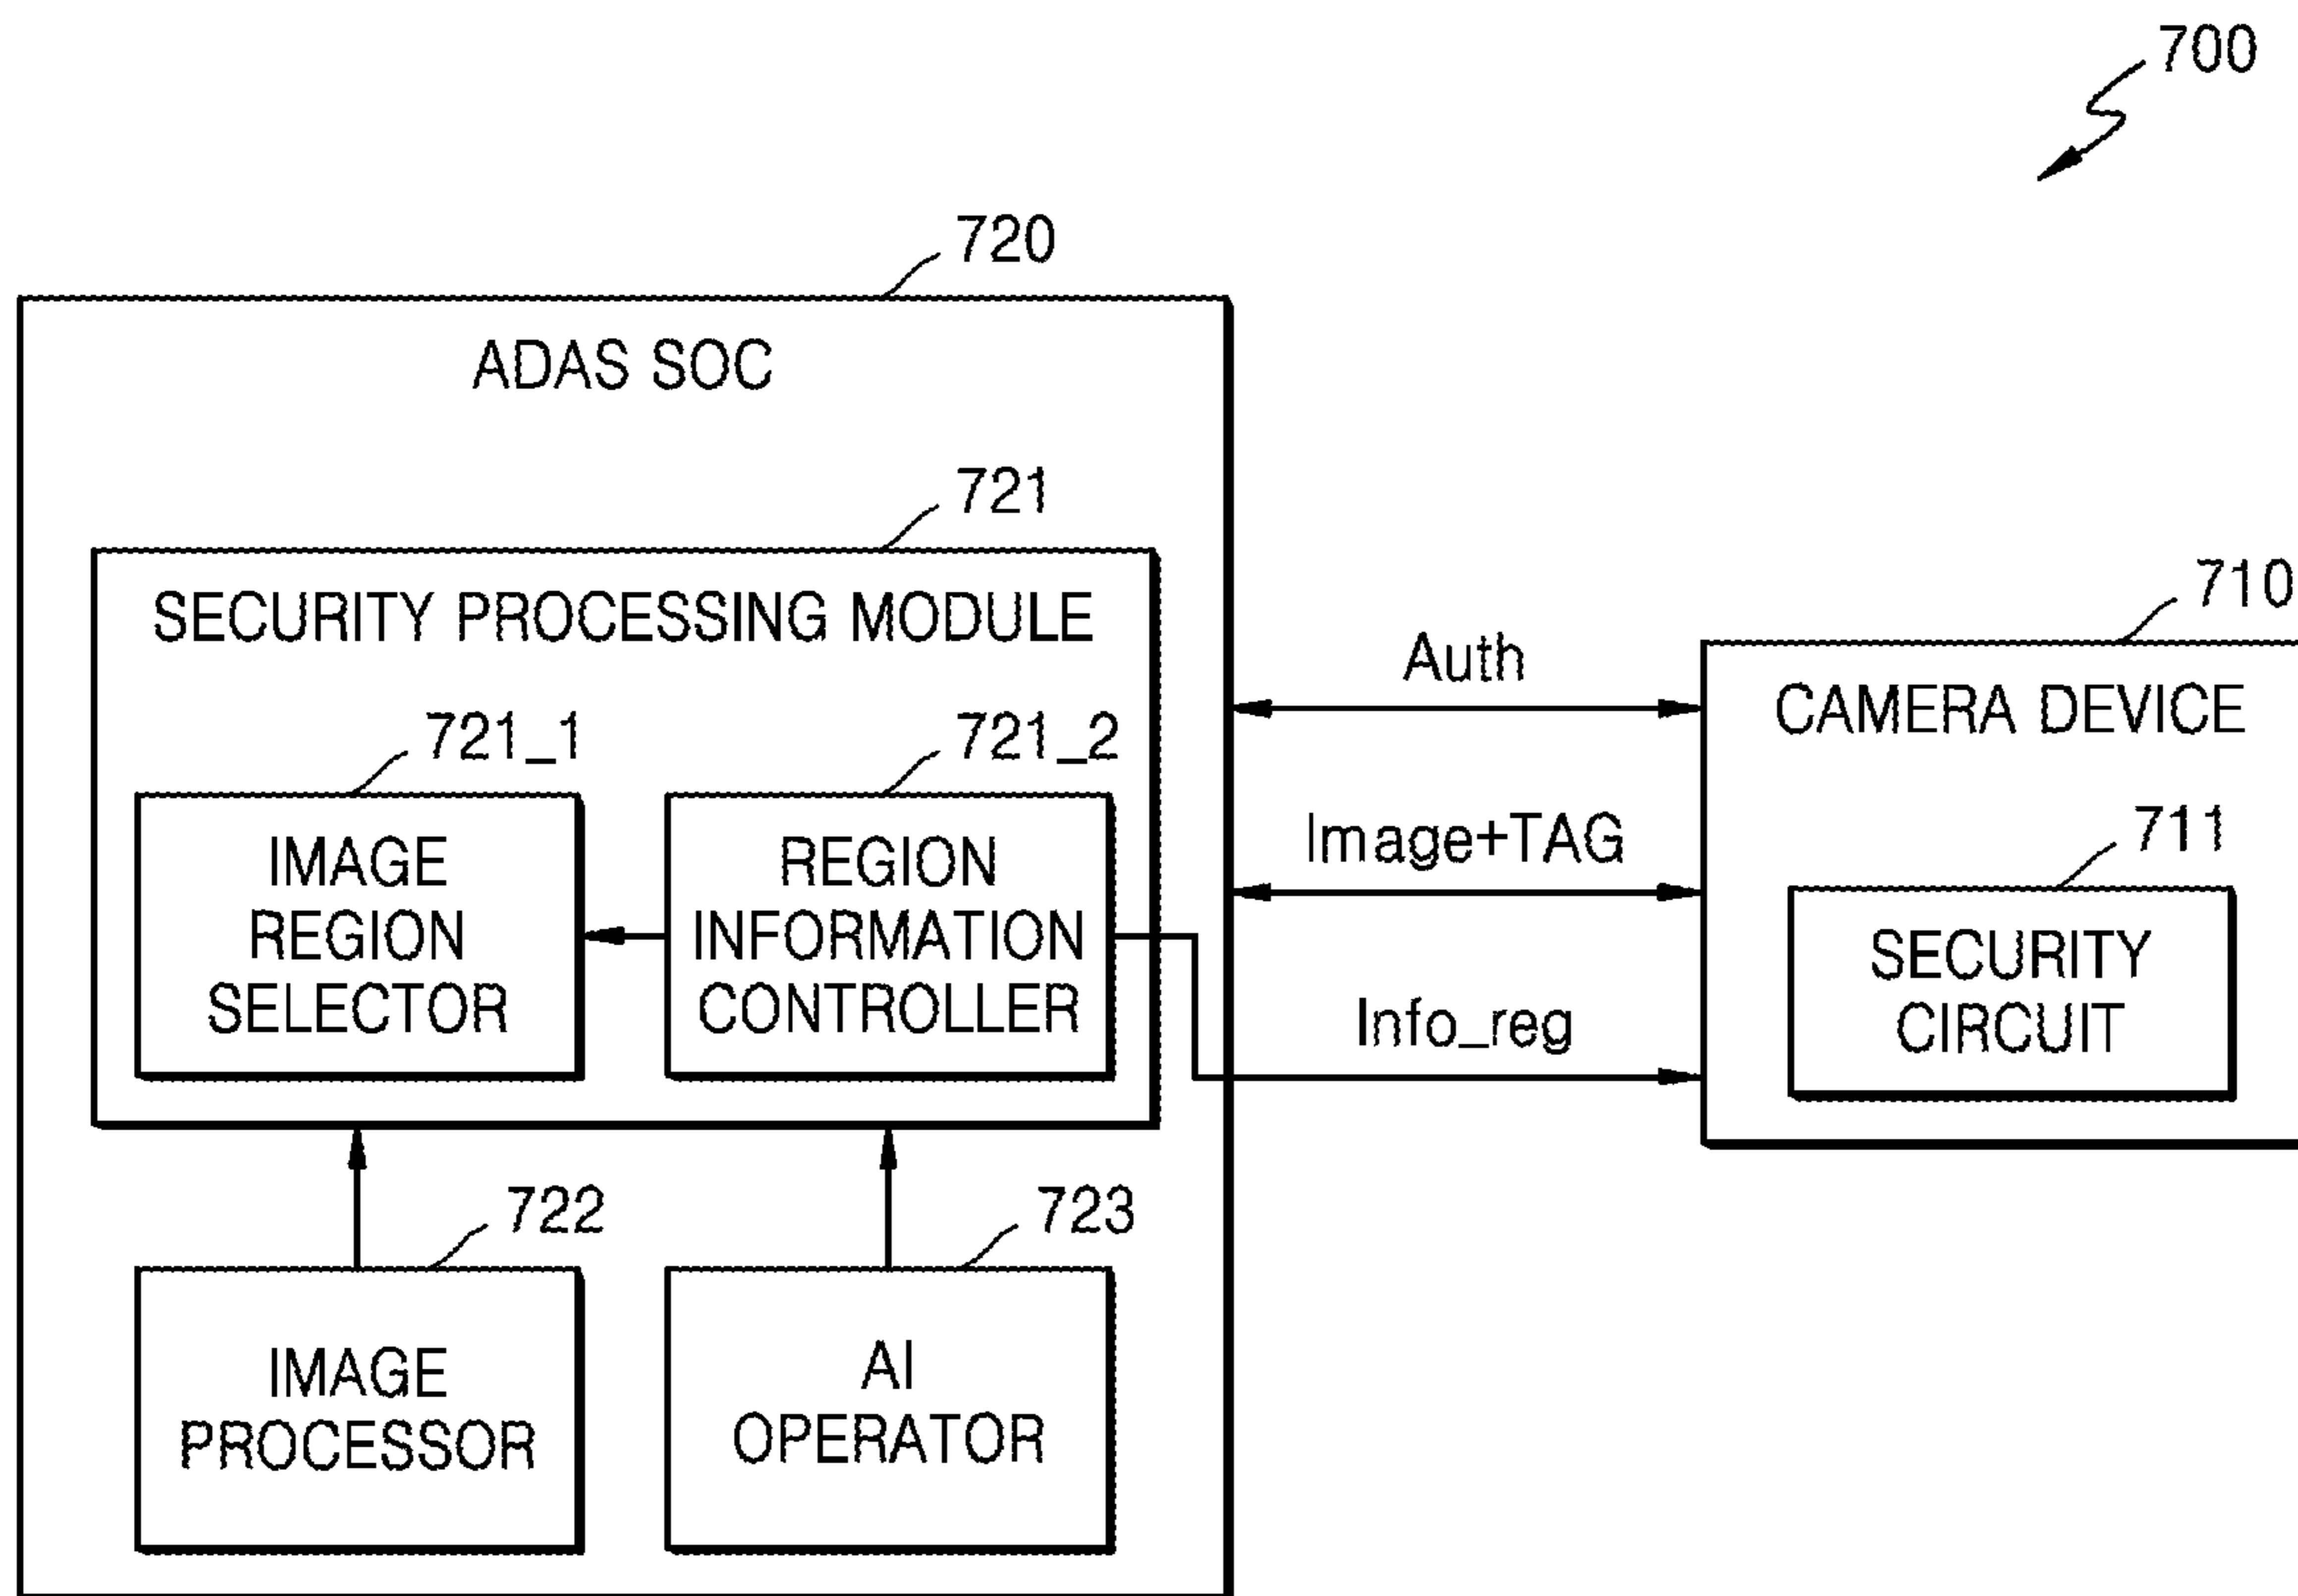 700
720
ADAS SOC
721
SECURITY PROCESSING MODULE
721_1
721_2
IMAGE
REGION
SELECTOR
REGION
INFORMATION
CONTROLLER
722
723
IMAGE
PROCESSOR
AI
OPERATOR
Auth
Image+TAG
Info_reg
710
CAMERA DEVICE
711
SECURITY
CIRCUIT